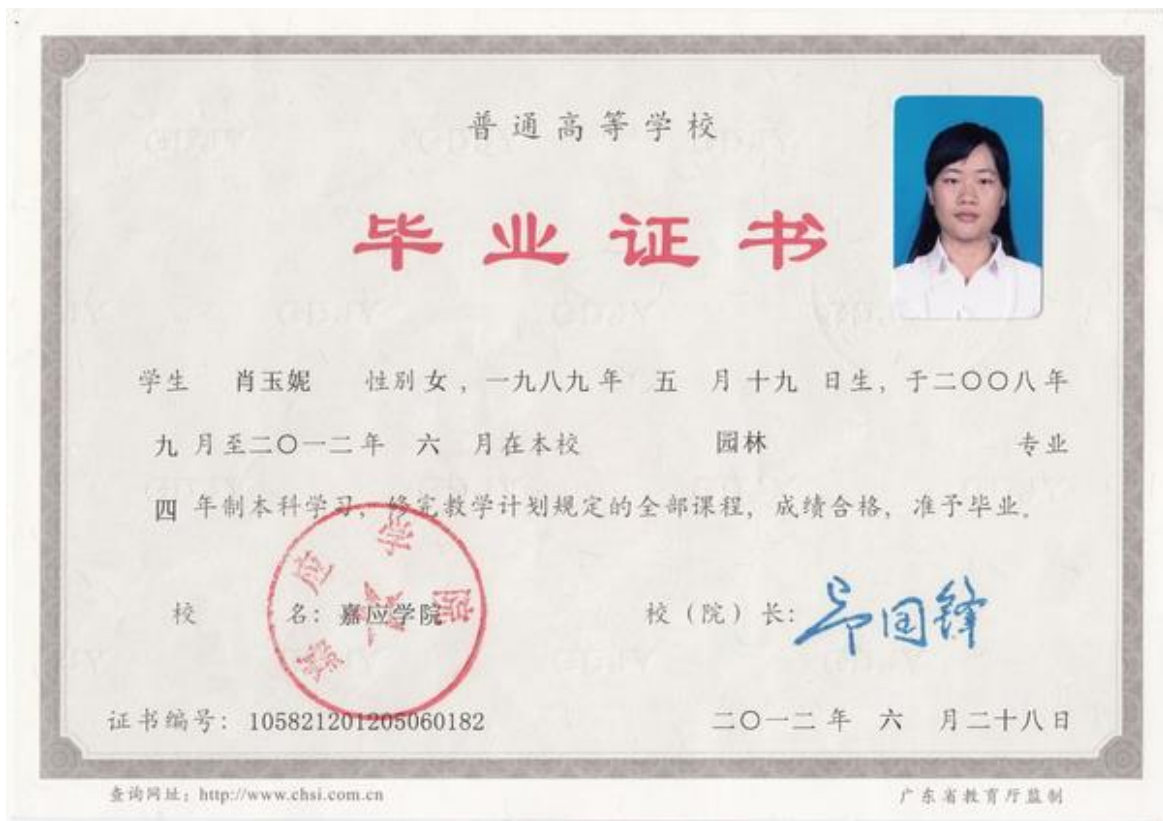 普通高等学校
毕业证书
学生 肖玉妮 性别女，一九八九年 五 月十九 日生，于二〇〇八年
九 月至二〇一二年 六 月在本校 园林 专业
四 年制本科学习，修完教学计划规定的全部课程，成绩合格，准予毕业。
嘉应学院
校 名：嘉应学院 校（院）长：
证书编号：105821201205060182 二〇一二年 六 月二十八日
查询网址：http://www.chsi.com.cn 广东省教育厅监制